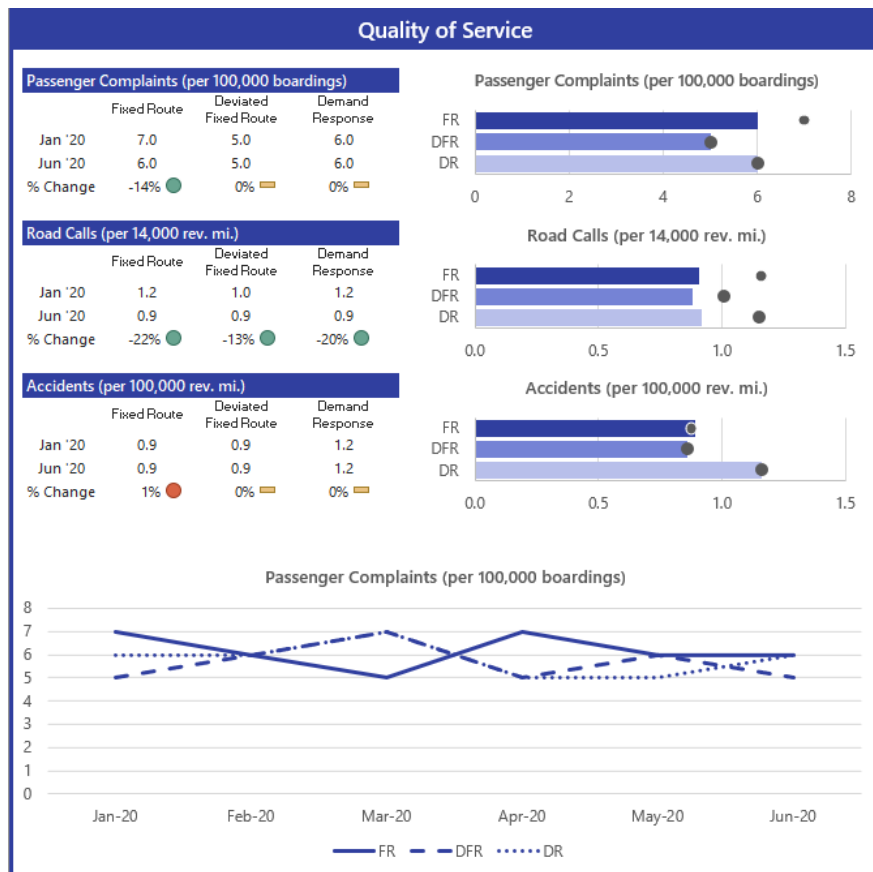 Quality of Service
Passenger Complaints (per 100,000 boardings)
Fixed Route Deviated Fixed Route Demand Response
Jan '20 7.0 5.0 6.0
Jun '20 6.0 5.0 6.0
% Change -14% 0% 0%
Passenger Complaints (per 100,000 boardings)
FR
DFR
DR
0 2 4 6 8
Road Calls (per 14,000 rev. mi.)
Fixed Route Deviated Fixed Route Demand Response
Jan '20 1.2 1.0 1.2
Jun '20 0.9 0.9 0.9
% Change -22% -13% -20%
Road Calls (per 14,000 rev. mi.)
FR
DFR
DR
0.0 0.5 1.0 1.5
Accidents (per 100,000 rev. mi.)
Fixed Route Deviated Fixed Route Demand Response
Jan '20 0.9 0.9 1.2
Jun '20 0.9 0.9 1.2
% Change 1% 0% 0%
Accidents (per 100,000 rev. mi.)
FR
DFR
DR
0.0 0.5 1.0 1.5
Passenger Complaints (per 100,000 boardings)
8
7
6
5
4
3
2
1
0
Jan-20 Feb-20 Mar-20 Apr-20 May-20 Jun-20
FR DFR DR